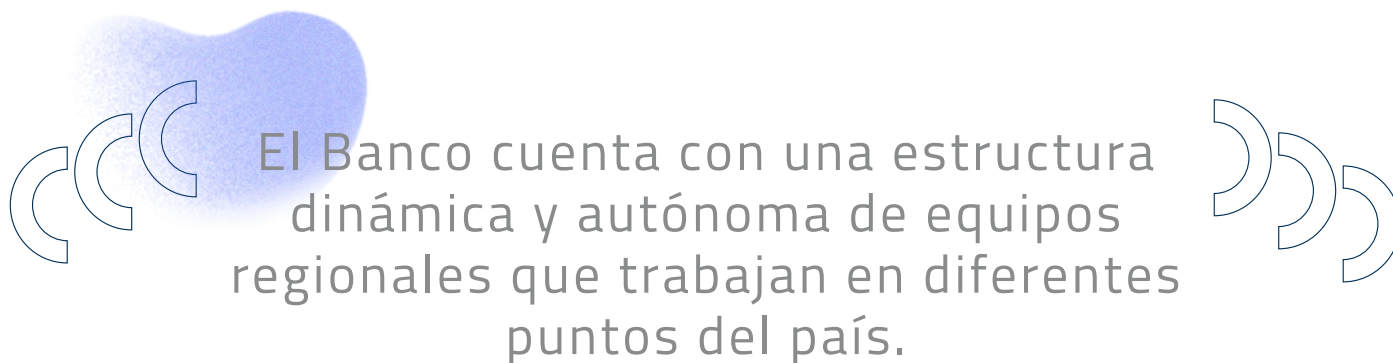 El Banco cuenta con una estructura
dinámica y autónoma de equipos
regionales que trabajan en diferentes
puntos del país.